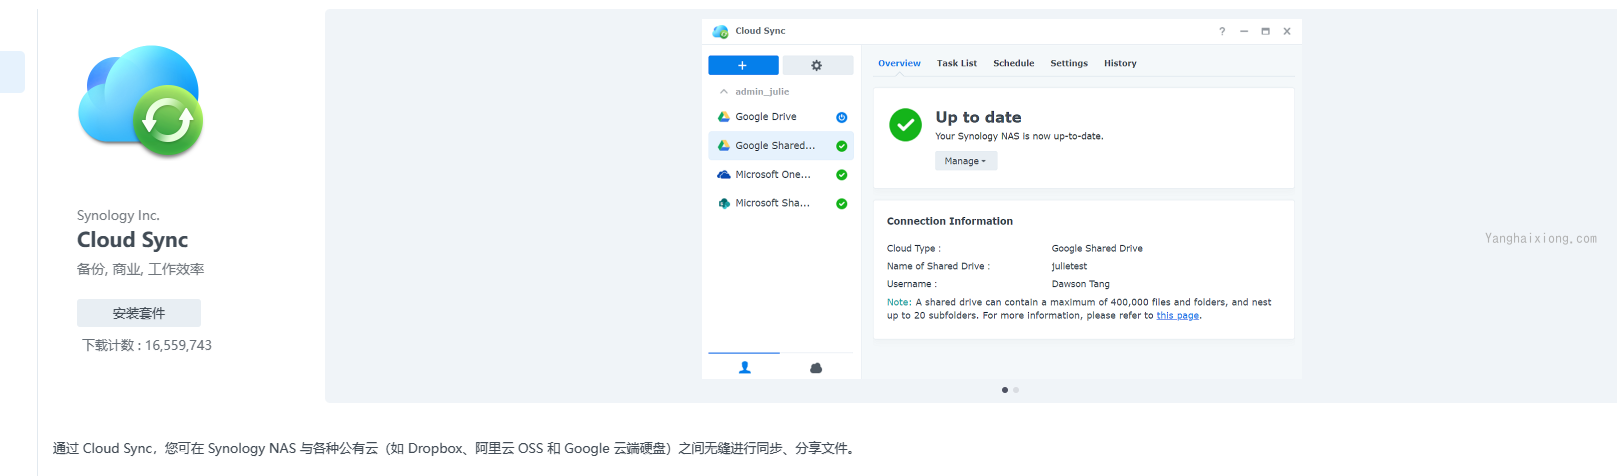 Synology Inc.
Cloud Sync
备份, 商业, 工作效率
安装套件
下载计数 : 16,559,743
Cloud Sync
?
+
admin_julie
Google Drive
Google Shared...
Microsoft One...
Microsoft Sha...
Overview Task List Schedule Settings History
Up to date
Your Synology NAS is now up-to-date.
Manage
Connection Information
Cloud Type : Google Shared Drive
Name of Shared Drive : julietest
Username : Dawson Tang
Note: A shared drive can contain a maximum of 400,000 files and folders, and nest
up to 20 subfolders. For more information, please refer to this page.
Yanghaixiong.com
通过 Cloud Sync，您可在 Synology NAS 与各种公有云（如 Dropbox、阿里云 OSS 和 Google 云端硬盘）之间无缝进行同步、分享文件。